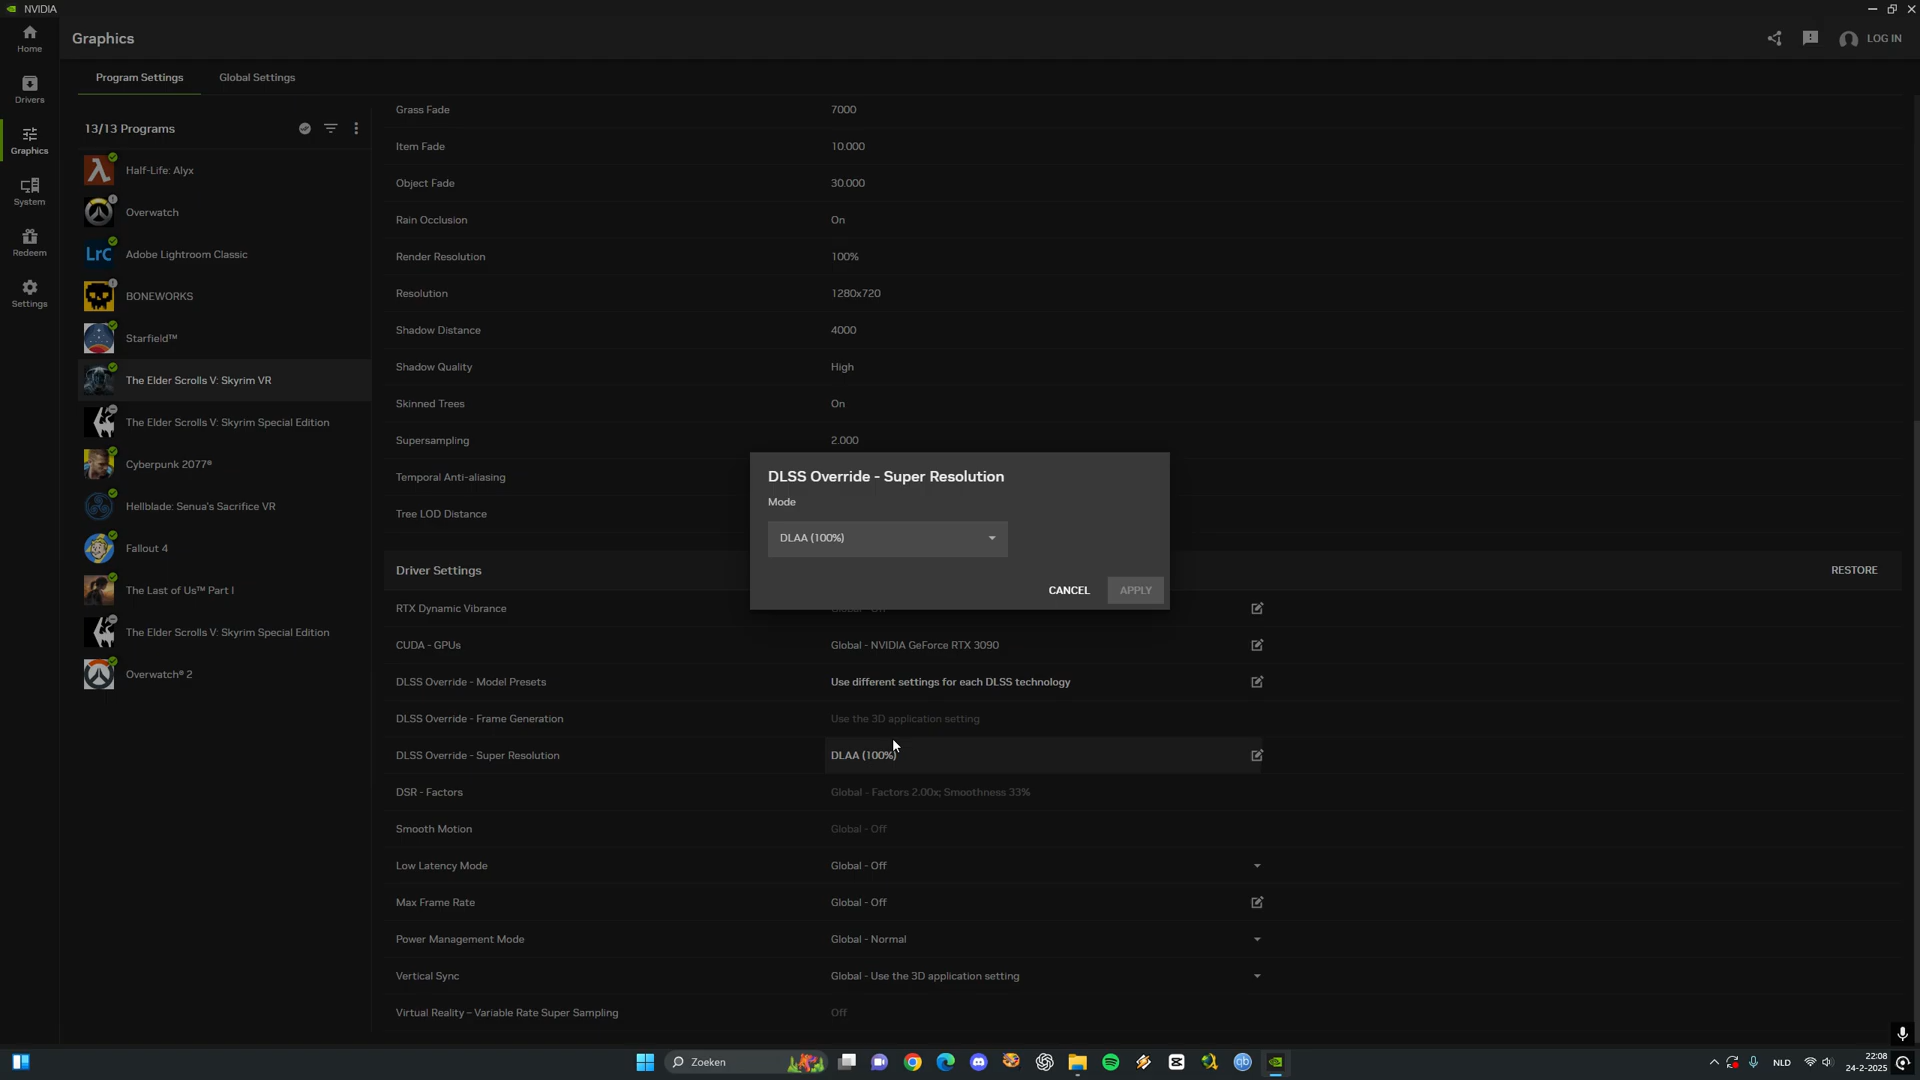 NVIDIA
Home
Graphics
LOG IN
Program Settings
Global Settings
Drivers
Graphics
System
Redeem
Settings
13/13 Programs
Half-Life: Alyx
Overwatch
LrC
Adobe Lightroom Classic
BONEWORKS
Starfield™
The Elder Scrolls V: Skyrim VR
The Elder Scrolls V: Skyrim Special Edition
Cyberpunk 2077®
Hellblade: Senua's Sacrifice VR
Fallout 4
The Last of Us™ Part I
The Elder Scrolls V: Skyrim Special Edition
Overwatch® 2
Grass Fade 7000
Item Fade 10.000
Object Fade 30.000
Rain Occlusion On
Render Resolution 100%
Resolution 1280x720
Shadow Distance 4000
Shadow Quality High
Skinned Trees On
Supersampling 2.000
Temporal Anti-aliasing
Tree LOD Distance
DLSS Override - Super Resolution
Mode
DLAA (100%)
CANCEL APPLY
Driver Settings RESTORE
RTX Dynamic Vibrance Global - Off
CUDA - GPUs Global - NVIDIA GeForce RTX 3090
DLSS Override - Model Presets Use different settings for each DLSS technology
DLSS Override - Frame Generation Use the 3D application setting
DLSS Override - Super Resolution DLAA (100%)
DSR - Factors Global - Factors 2.00x; Smoothness 33%
Smooth Motion Global - Off
Low Latency Mode Global - Off
Max Frame Rate Global - Off
Power Management Mode Global - Normal
Vertical Sync Global - Use the 3D application setting
Virtual Reality – Variable Rate Super Sampling Off
Zoeken
qb
NLD
22:08
24-2-2025